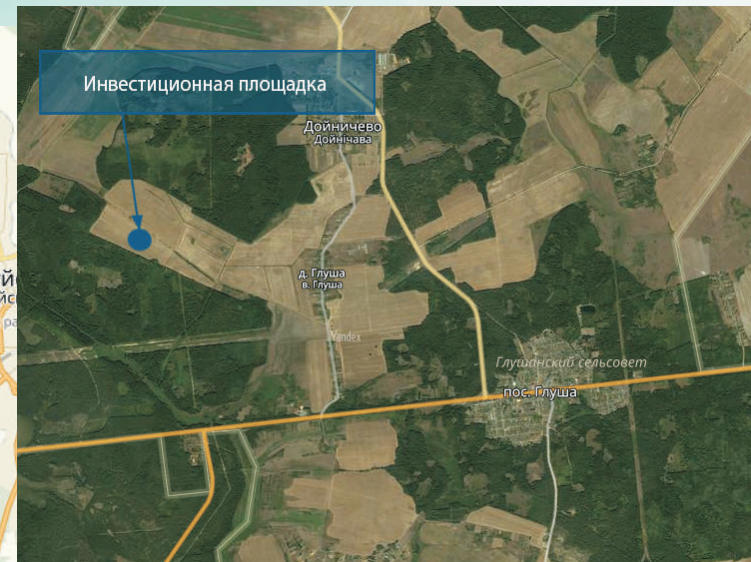 Инвестиционная площадка
Дойничево
Дойнічава
д. Глуша
в. Глуша
Yandex
Глушанский сельсовет
пос. Глуша